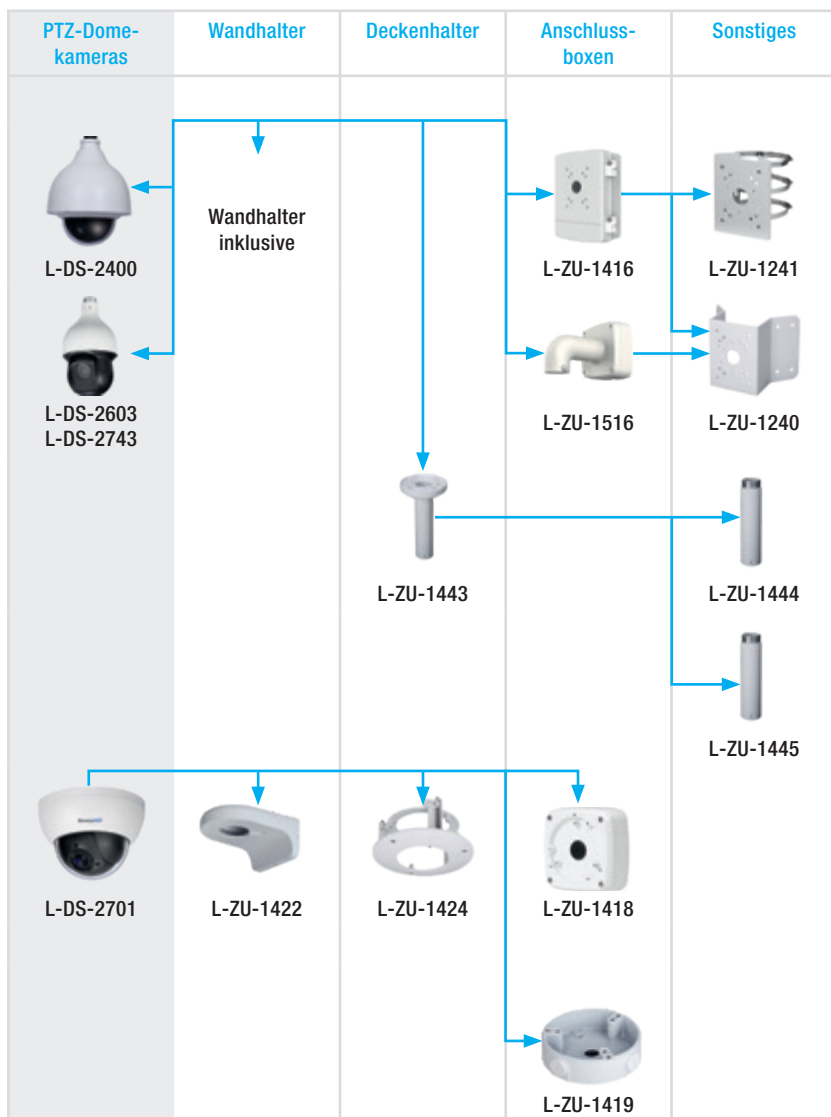 PTZ-Dome-
kameras
Wandhalter
Deckenhalter
Anschluss-
boxen
Sonstiges
Wandhalter
inklusive
L-DS-2400
L-ZU-1416
L-ZU-1241
L-DS-2603
L-DS-2743
L-ZU-1516
L-ZU-1240
L-ZU-1443
L-ZU-1444
L-ZU-1445
L-DS-2701
L-ZU-1422
L-ZU-1424
L-ZU-1418
L-ZU-1419